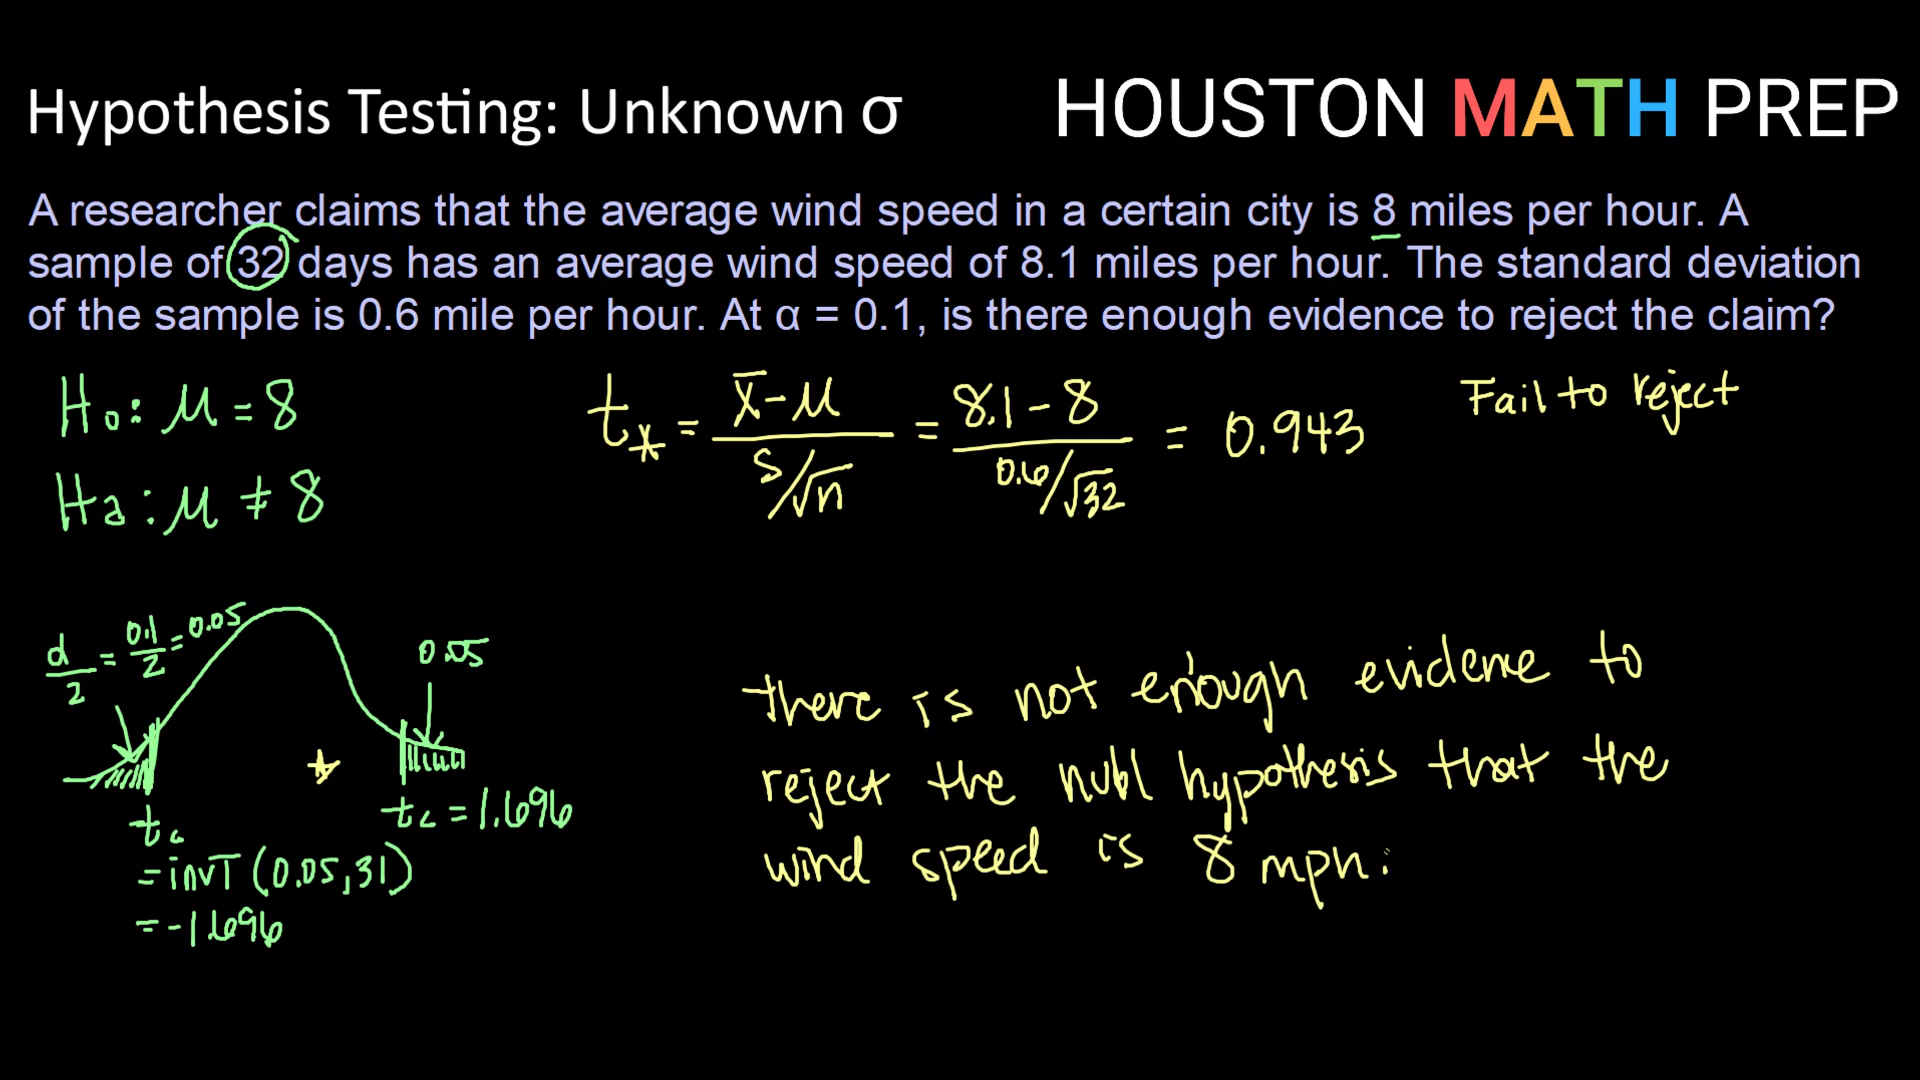 Hypothesis Testing: Unknown σ
HOUSTON MATH PREP
A researcher claims that the average wind speed in a certain city is 8 miles per hour. A
sample of 32 days has an average wind speed of 8.1 miles per hour. The standard deviation
of the sample is 0.6 mile per hour. At α = 0.1, is there enough evidence to reject the claim?
H₀: μ = 8
Ha: μ ≠ 8
t* = (x̄ - μ)/(s/√n) = (8.1 - 8)/(0.6/√32) = 0.943
Fail to reject
α/2 = 0.1/2 = 0.05
0.05
tc
= invT (0.05, 31)
= -1.696
tc = 1.696
there is not enough evidence to
reject the null hypothesis that the
wind speed is 8 mph.